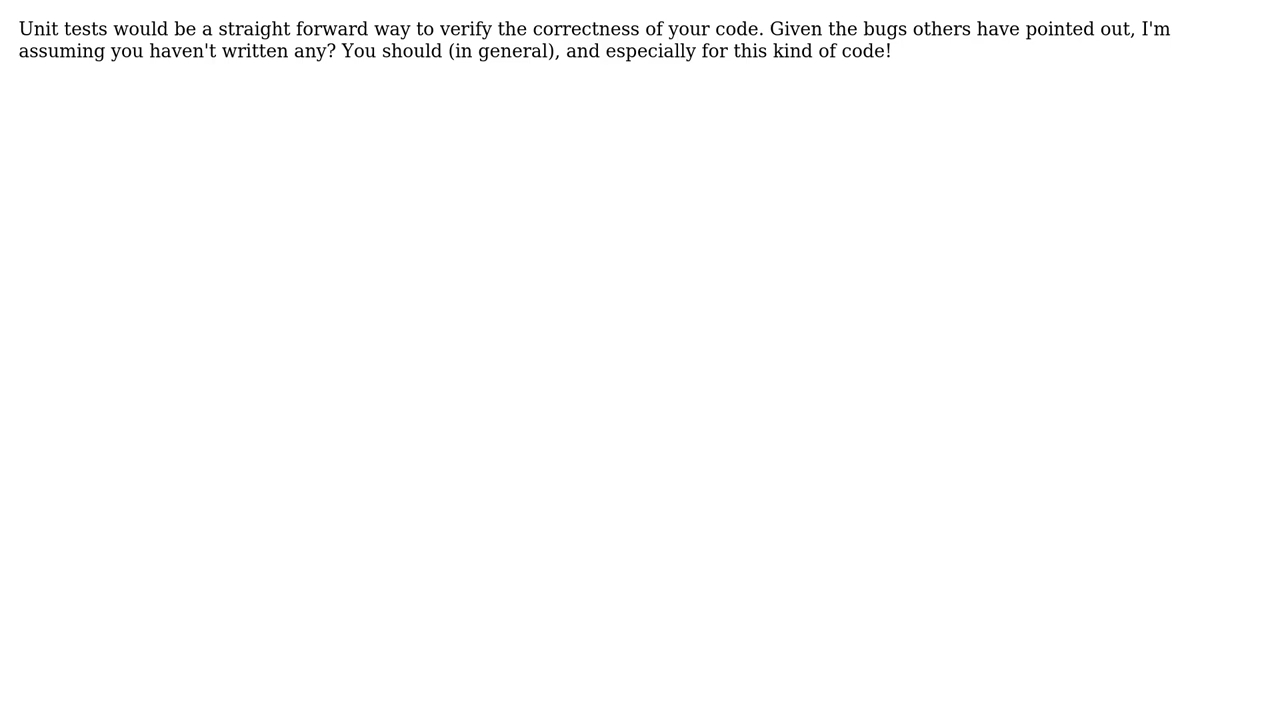 Unit tests would be a straight forward way to verify the correctness of your code. Given the bugs others have pointed out, I'm
assuming you haven't written any? You should (in general), and especially for this kind of code!